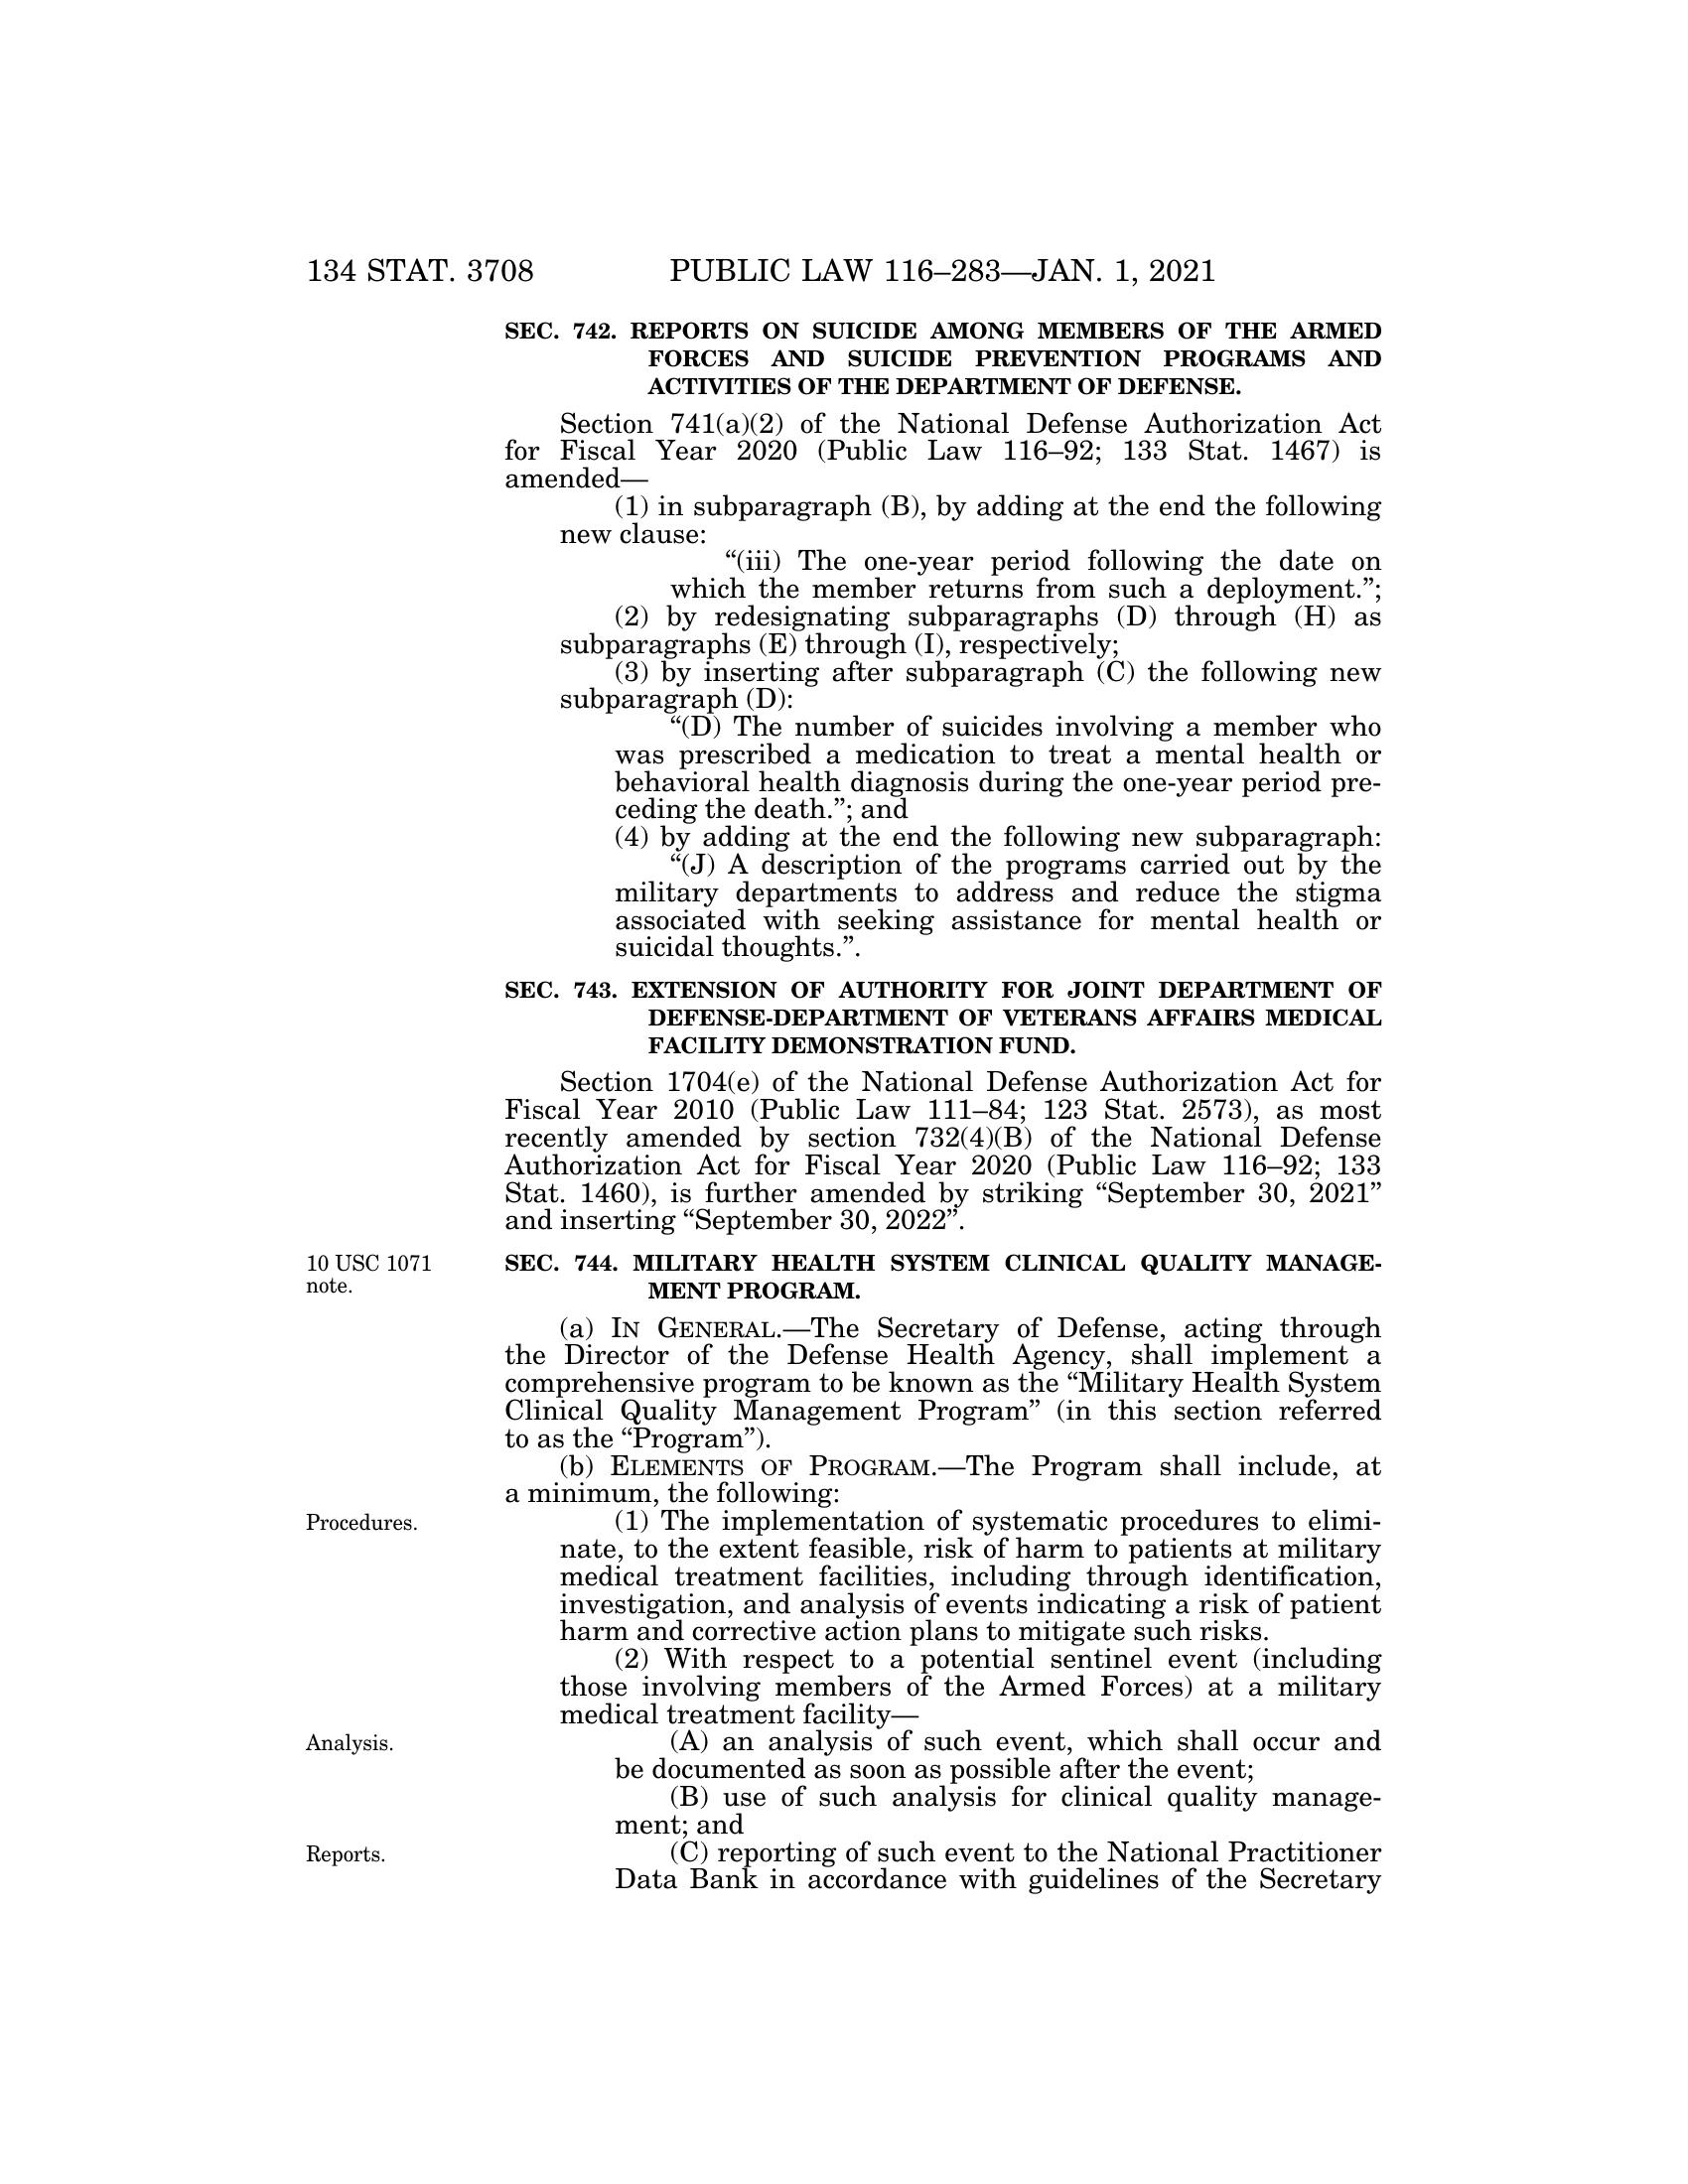 134 STAT. 3708 PUBLIC LAW 116–283—JAN. 1, 2021
SEC. 742. REPORTS ON SUICIDE AMONG MEMBERS OF THE ARMED
FORCES AND SUICIDE PREVENTION PROGRAMS AND
ACTIVITIES OF THE DEPARTMENT OF DEFENSE.
Section 741(a)(2) of the National Defense Authorization Act
for Fiscal Year 2020 (Public Law 116–92; 133 Stat. 1467) is
amended—
(1) in subparagraph (B), by adding at the end the following
new clause:
“(iii) The one-year period following the date on
which the member returns from such a deployment.”;
(2) by redesignating subparagraphs (D) through (H) as
subparagraphs (E) through (I), respectively;
(3) by inserting after subparagraph (C) the following new
subparagraph (D):
“(D) The number of suicides involving a member who
was prescribed a medication to treat a mental health or
behavioral health diagnosis during the one-year period pre-
ceding the death.”; and
(4) by adding at the end the following new subparagraph:
“(J) A description of the programs carried out by the
military departments to address and reduce the stigma
associated with seeking assistance for mental health or
suicidal thoughts.”.
SEC. 743. EXTENSION OF AUTHORITY FOR JOINT DEPARTMENT OF
DEFENSE-DEPARTMENT OF VETERANS AFFAIRS MEDICAL
FACILITY DEMONSTRATION FUND.
Section 1704(e) of the National Defense Authorization Act for
Fiscal Year 2010 (Public Law 111–84; 123 Stat. 2573), as most
recently amended by section 732(4)(B) of the National Defense
Authorization Act for Fiscal Year 2020 (Public Law 116–92; 133
Stat. 1460), is further amended by striking “September 30, 2021”
and inserting “September 30, 2022”.
10 USC 1071
note.
SEC. 744. MILITARY HEALTH SYSTEM CLINICAL QUALITY MANAGE-
MENT PROGRAM.
(a) IN GENERAL.—The Secretary of Defense, acting through
the Director of the Defense Health Agency, shall implement a
comprehensive program to be known as the “Military Health System
Clinical Quality Management Program” (in this section referred
to as the “Program”).
(b) ELEMENTS OF PROGRAM.—The Program shall include, at
a minimum, the following:
Procedures.
(1) The implementation of systematic procedures to elimi-
nate, to the extent feasible, risk of harm to patients at military
medical treatment facilities, including through identification,
investigation, and analysis of events indicating a risk of patient
harm and corrective action plans to mitigate such risks.
(2) With respect to a potential sentinel event (including
those involving members of the Armed Forces) at a military
medical treatment facility—
Analysis.
(A) an analysis of such event, which shall occur and
be documented as soon as possible after the event;
(B) use of such analysis for clinical quality manage-
ment; and
Reports.
(C) reporting of such event to the National Practitioner
Data Bank in accordance with guidelines of the Secretary